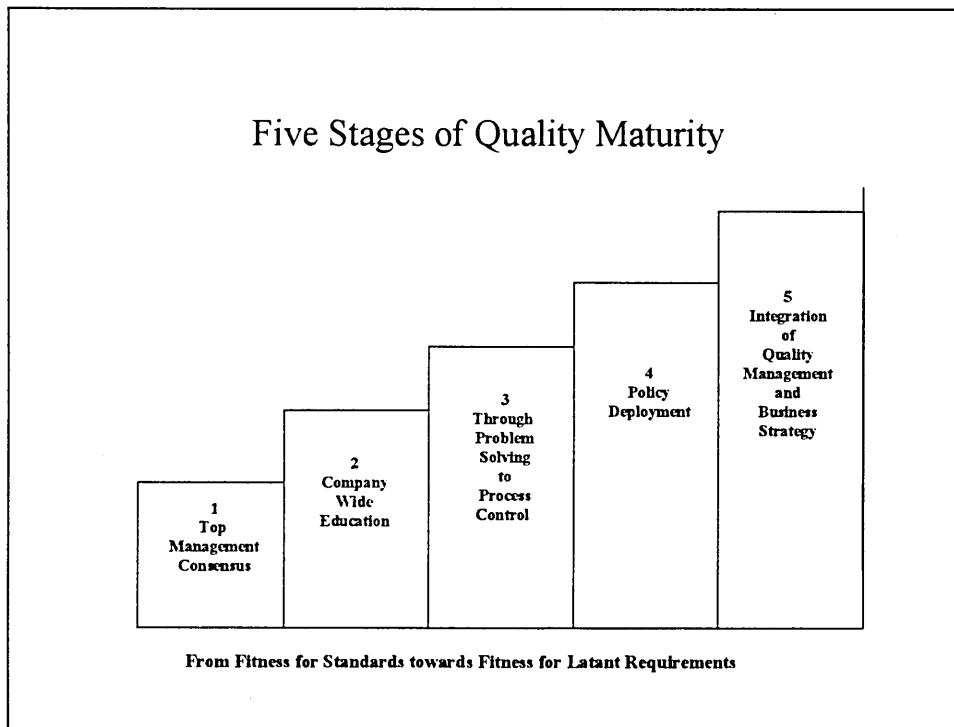 Five Stages of Quality Maturity
1
Top
Management
Consensus
2
Company
Wide
Education
3
Through
Problem
Solving
to
Process
Control
4
Policy
Deployment
5
Integration
of
Quality
Management
and
Business
Strategy
From Fitness for Standards towards Fitness for Latant Requirements